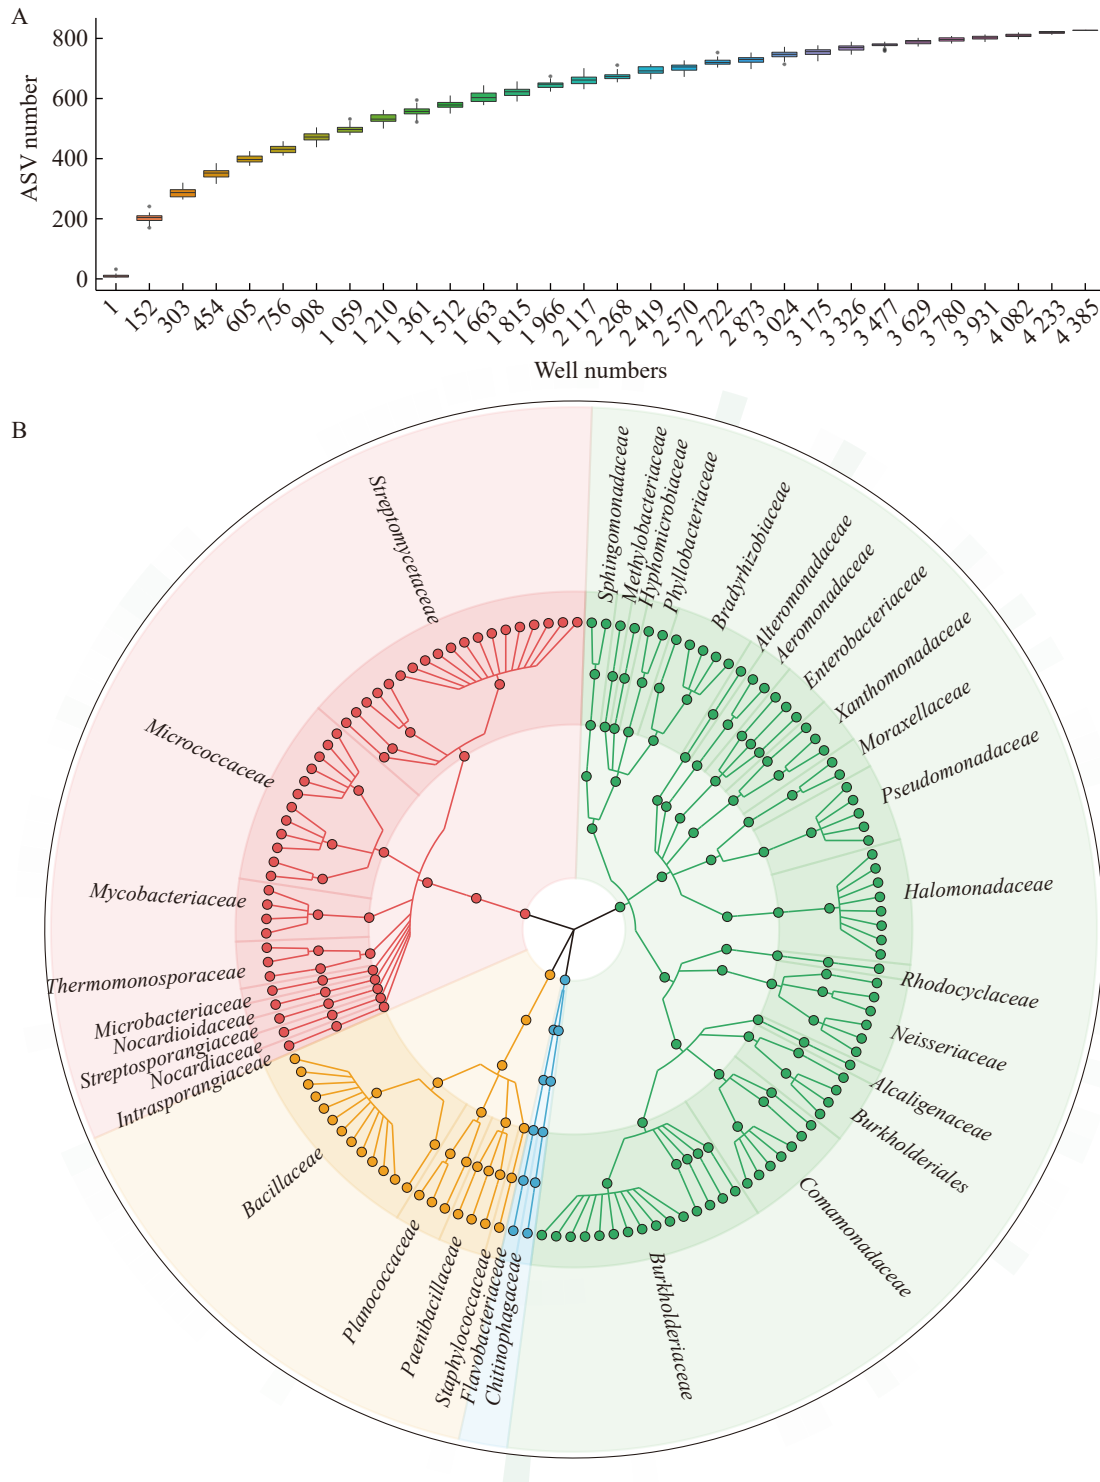 A
ASV number
800
600
400
200
0
1
152
303
454
605
756
908
1 059
1 210
1 361
1 512
1 663
1 815
1 966
2 117
2 268
2 419
2 570
2 722
2 873
3 024
3 175
3 326
3 477
3 629
3 780
3 931
4 082
4 233
4 385
Well numbers
B
Sphingomonadaceae
Methylobacteriaceae
Hyphomicrobiaceae
Phyllobacteriaceae
Bradyrhizobiaceae
Alteromonadaceae
Aeromonadaceae
Enterobacteriaceae
Xanthomonadaceae
Moraxellaceae
Pseudomonadaceae
Halomonadaceae
Rhodocyclaceae
Neisseriaceae
Alcaligenaceae
Burkholderiales
Comamonadaceae
Burkholderiaceae
Chitinophagaceae
Flavobacteriaceae
Staphylococcaceae
Paenibacillaceae
Planococcaceae
Bacillaceae
Intrasporangiaceae
Nocardiaceae
Streptosporangiaceae
Nocardioidaceae
Microbacteriaceae
Thermomonosporaceae
Mycobacteriaceae
Micrococcaceae
Streptomycetaceae